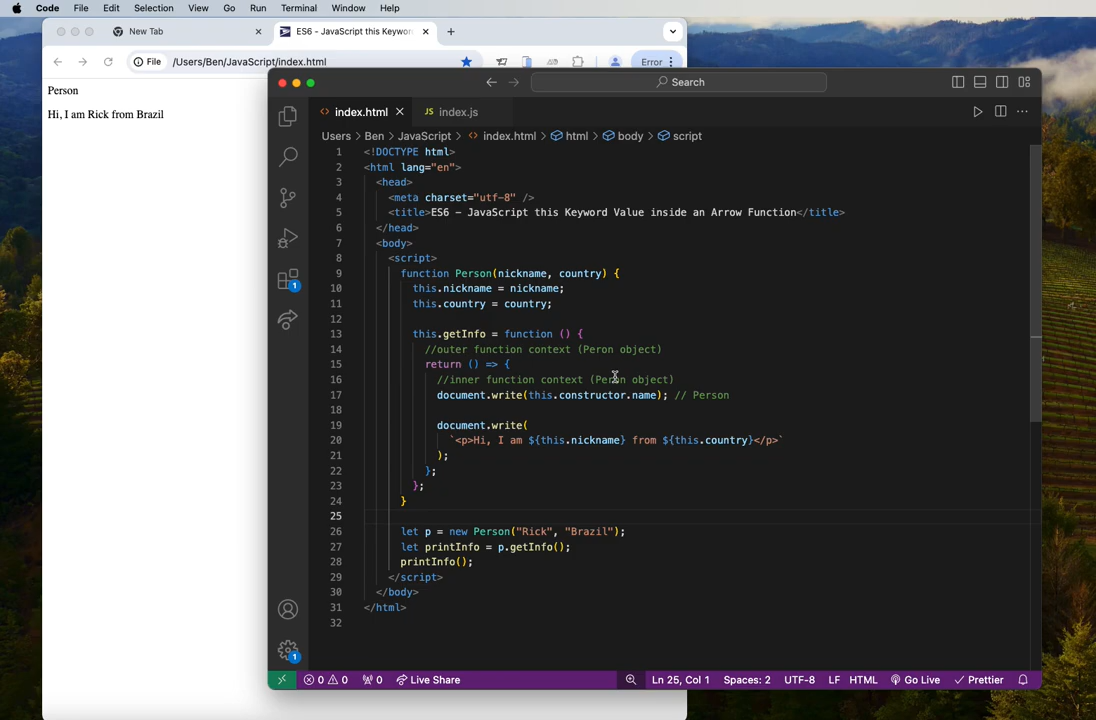 Code File Edit Selection View Go Run Terminal Window Help
New Tab
ES6 - JavaScript this Keywor
File /Users/Ben/JavaScript/index.html
Error
Person
Hi, I am Rick from Brazil
Search
index.html
JS index.js
Users > Ben > JavaScript > index.html > html > body > script
1 <!DOCTYPE html>
2 <html lang="en">
3 <head>
4 <meta charset="utf-8" />
5 <title>ES6 - JavaScript this Keyword Value inside an Arrow Function</title>
6 </head>
7 <body>
8 <script>
9 function Person(nickname, country) {
10 this.nickname = nickname;
11 this.country = country;
12
13 this.getInfo = function () {
14 //outer function context (Peron object)
15 return () => {
16 //inner function context (Peron object)
17 document.write(this.constructor.name); // Person
18
19 document.write(
20 `<p>Hi, I am ${this.nickname} from ${this.country}</p>`
21 );
22 };
23 };
24 }
25
26 let p = new Person("Rick", "Brazil");
27 let printInfo = p.getInfo();
28 printInfo();
29 </script>
30 </body>
31 </html>
32
1
1
0 0 0 Live Share
Ln 25, Col 1 Spaces: 2 UTF-8 LF HTML Go Live Prettier